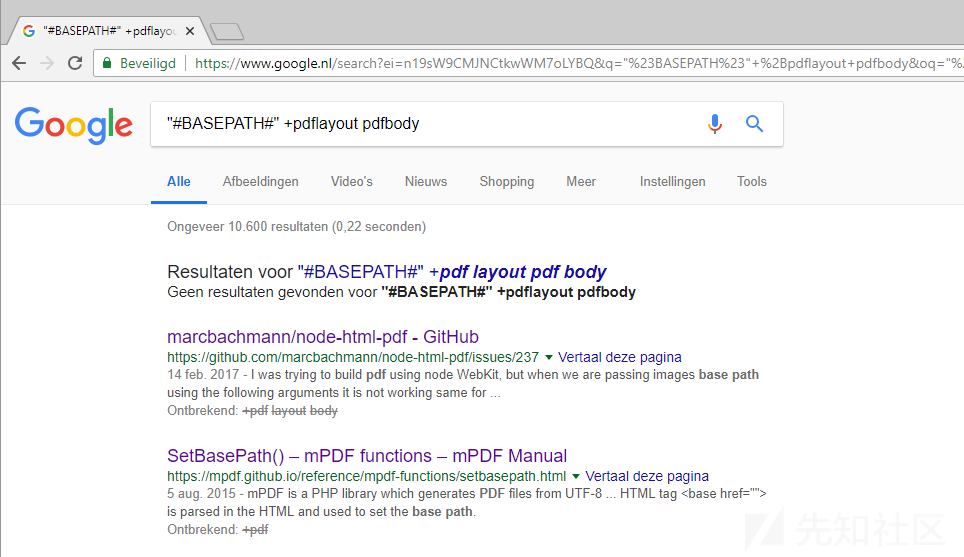 "#BASEPATH#" +pdflayou
Beveiligd https://www.google.nl/search?ei=n19sW9CMJNCtkwWM7oLYBQ&q="%23BASEPATH%23"+%2Bpdflayout+pdfbody&oq="%2
Google
"#BASEPATH#" +pdflayout pdfbody
Alle Afbeeldingen Video's Nieuws Shopping Meer Instellingen Tools
Ongeveer 10.600 resultaten (0,22 seconden)
Resultaten voor "#BASEPATH#" +pdf layout pdf body
Geen resultaten gevonden voor "#BASEPATH#" +pdflayout pdfbody
marcbachmann/node-html-pdf - GitHub
https://github.com/marcbachmann/node-html-pdf/issues/237 Vertaal deze pagina
14 feb. 2017 - I was trying to build pdf using node WebKit, but when we are passing images base path
using the following arguments it is not working same for ...
Ontbrekend: +pdf layout body
SetBasePath() – mPDF functions – mPDF Manual
https://mpdf.github.io/reference/mpdf-functions/setbasepath.html Vertaal deze pagina
5 aug. 2015 - mPDF is a PHP library which generates PDF files from UTF-8 ... HTML tag <base href="">
is parsed in the HTML and used to set the base path.
Ontbrekend: +pdf
先知社区